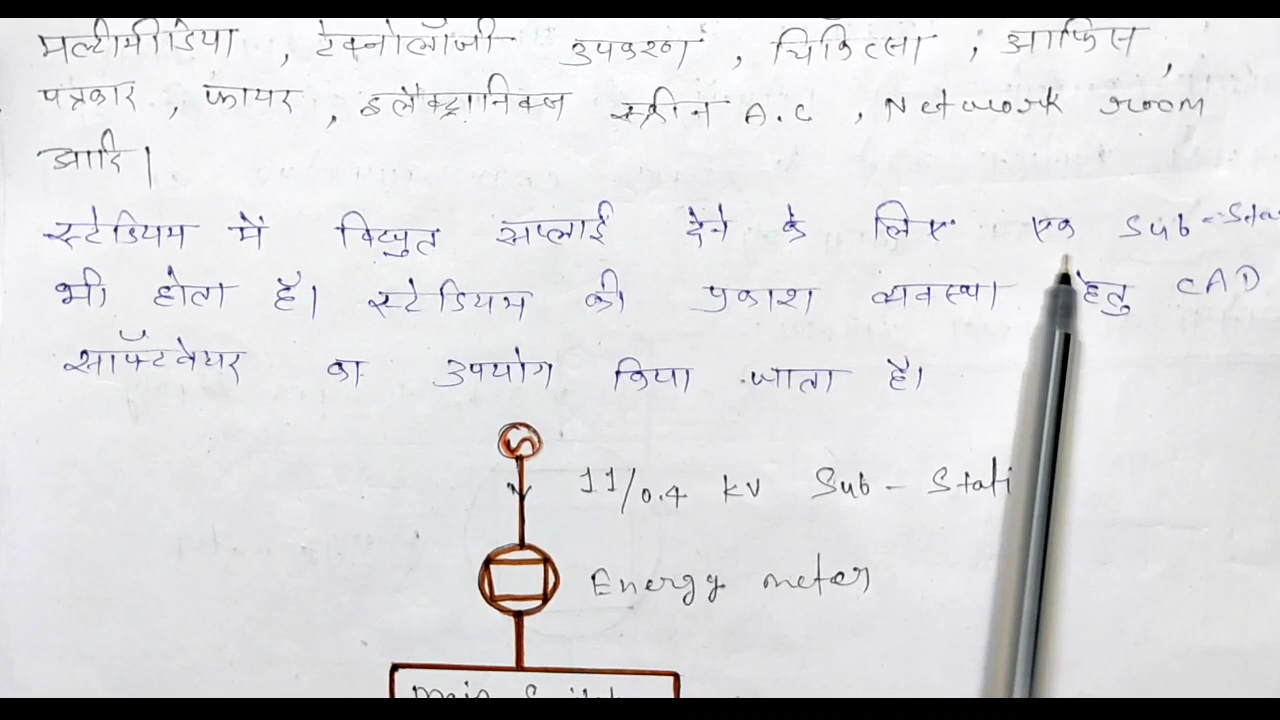 मल्टीमीडिया , टेक्नोलॉजी उपकरण , चिकित्सा , आफिस ,
पत्रकार , फायर , इलैक्ट्रानिक्ज स्क्रीन A.C , Network room
आदि।
स्टेडियम में विद्युत सप्लाई देने के लिए एक Sub-Sta
भी होता है। स्टेडियम की प्रकाश व्यवस्था हेतु CAD
साफ्टवेयर का उपयोग किया जाता है।
11/0.4 kV Sub-Stati
Energy meter
Main